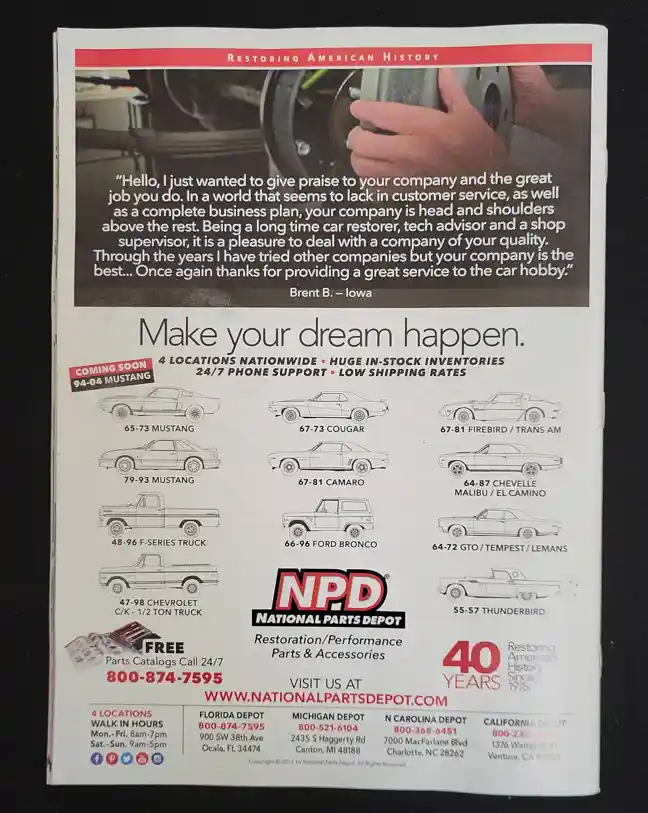 RESTORING AMERICAN HISTORY
“Hello, I just wanted to give praise to your company and the great
job you do. In a world that seems to lack in customer service, as well
as a complete business plan, your company is head and shoulders
above the rest. Being a long time car restorer, tech advisor and a shop
supervisor, it is a pleasure to deal with a company of your quality.
Through the years I have tried other companies but your company is the
best... Once again thanks for providing a great service to the car hobby.”
Brent B. – Iowa
Make your dream happen.
4 LOCATIONS NATIONWIDE • HUGE IN-STOCK INVENTORIES
24/7 PHONE SUPPORT • LOW SHIPPING RATES
COMING SOON
94-04 MUSTANG
65-73 MUSTANG
67-73 COUGAR
67-81 FIREBIRD / TRANS AM
79-93 MUSTANG
67-81 CAMARO
64-87 CHEVELLE
MALIBU / EL CAMINO
48-96 F-SERIES TRUCK
66-96 FORD BRONCO
64-72 GTO / TEMPEST / LEMANS
47-98 CHEVROLET
C/K - 1/2 TON TRUCK
55-57 THUNDERBIRD
NPD®
NATIONAL PARTS DEPOT
Restoration/Performance
Parts & Accessories
FREE
Parts Catalogs Call 24/7
800-874-7595
40
YEARS
Restoring
American
History
Since
1976
VISIT US AT
WWW.NATIONALPARTSDEPOT.COM
4 LOCATIONS
WALK IN HOURS
Mon.-Fri. 8am-7pm
Sat.-Sun. 9am-5pm
FLORIDA DEPOT
800-874-7595
900 SW 38th Ave
Ocala, FL 34474
MICHIGAN DEPOT
800-521-6104
2435 S Haggerty Rd
Canton, MI 48188
N CAROLINA DEPOT
800-368-6451
7000 MacFarlane Blvd
Charlotte, NC 28262
CALIFORNIA
1376
Ventura, CA
Parts Depot. All Rights Reserved